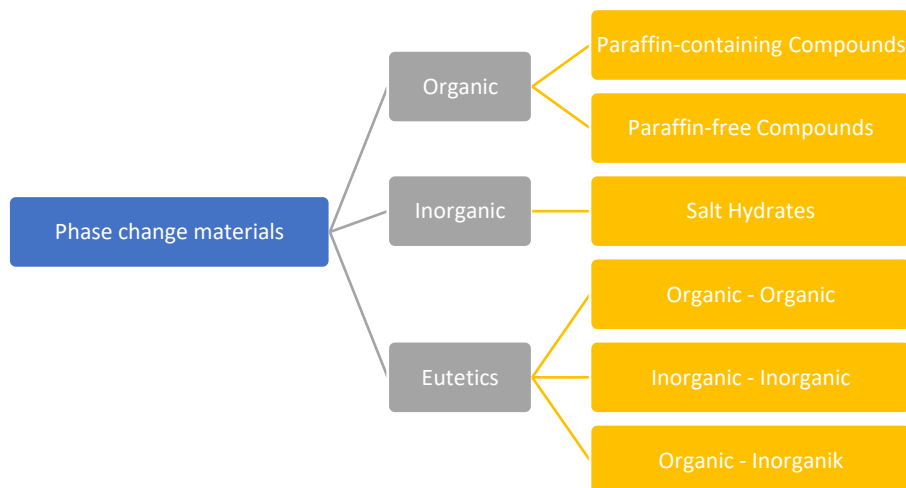 Phase change materials
Organic
Paraffin-containing Compounds
Paraffin-free Compounds
Inorganic
Salt Hydrates
Eutetics
Organic - Organic
Inorganic - Inorganic
Organic - Inorganik